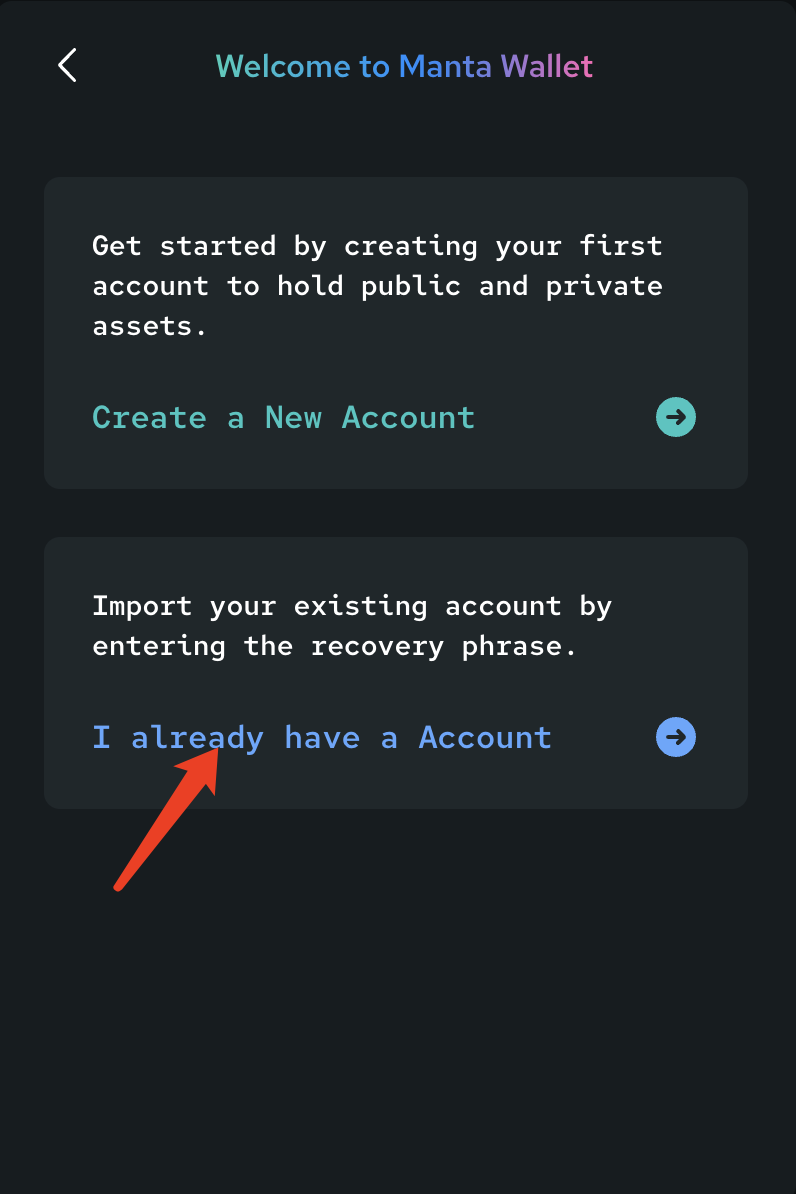 Welcome to Manta Wallet
Get started by creating your first
account to hold public and private
assets.
Create a New Account
Import your existing account by
entering the recovery phrase.
I already have a Account